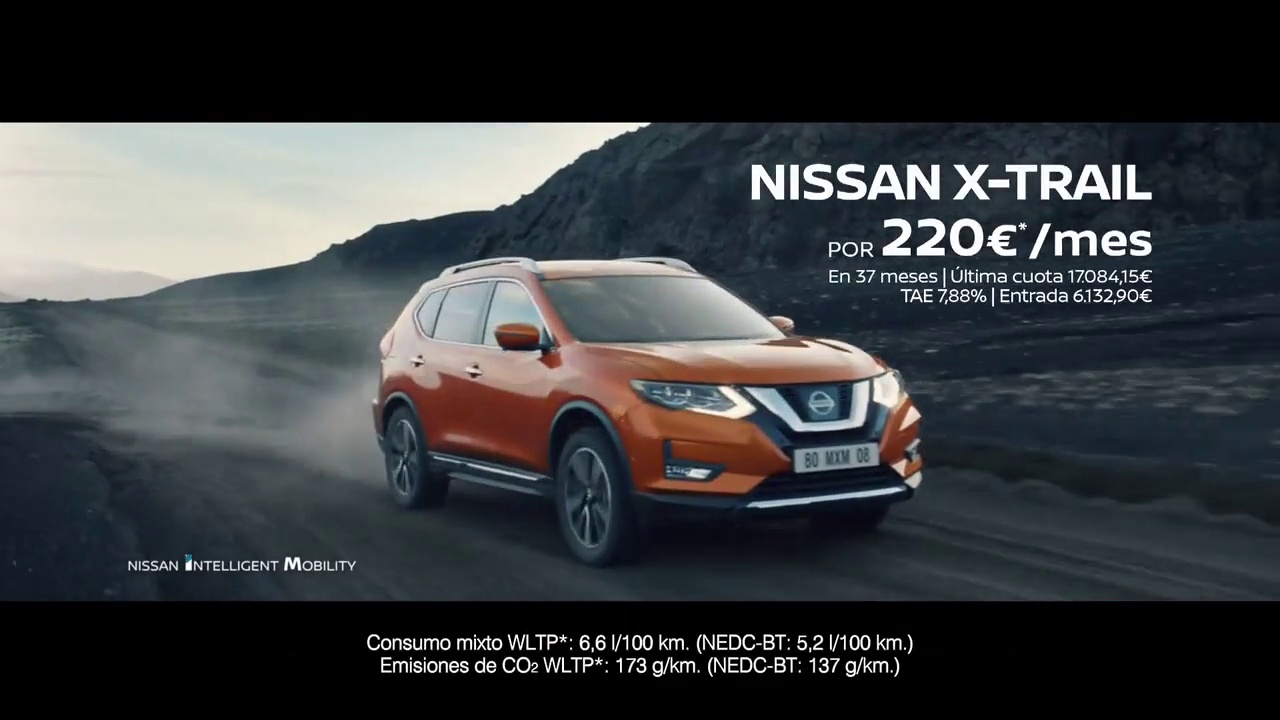 NISSAN X-TRAIL
POR 220€*/mes
En 37 meses | Última cuota 17.084,15€
TAE 7,88% | Entrada 6.132,90€
80 MXM 08
NISSAN INTELLIGENT MOBILITY
Consumo mixto WLTP*: 6,6 l/100 km. (NEDC-BT: 5,2 l/100 km.)
Emisiones de CO2 WLTP*: 173 g/km. (NEDC-BT: 137 g/km.)